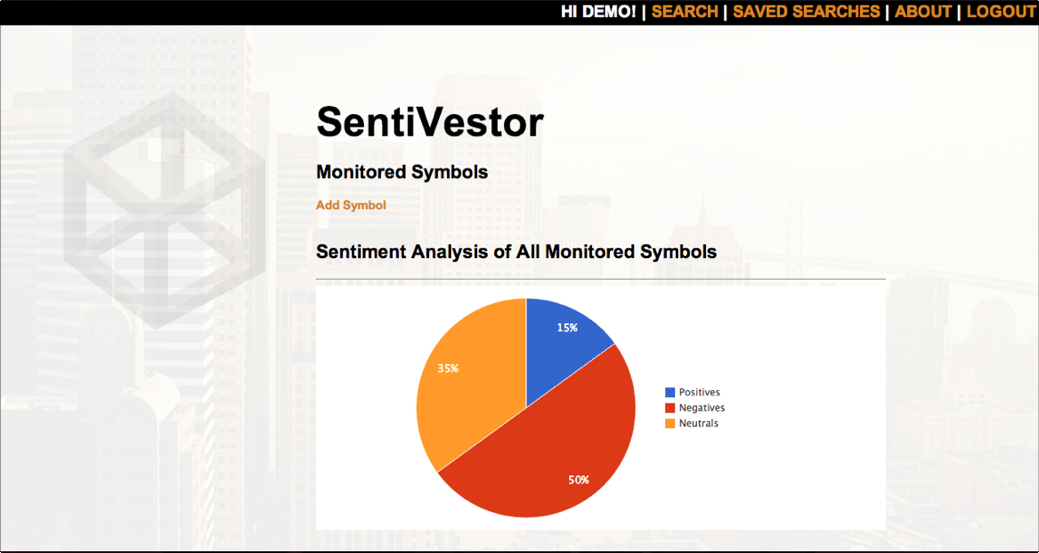 HI DEMO! | SEARCH | SAVED SEARCHES | ABOUT | LOGOUT
SentiVestor
Monitored Symbols
Add Symbol
Sentiment Analysis of All Monitored Symbols
15%
35%
Positives
Negatives
Neutrals
50%